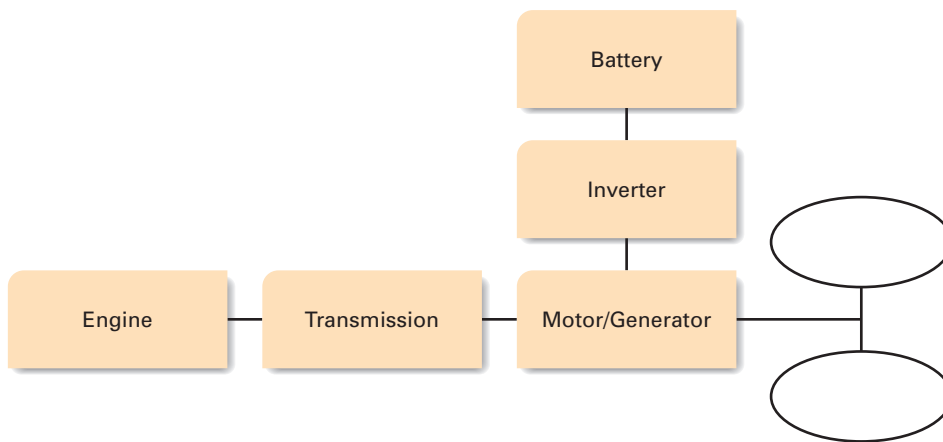 Battery
Inverter
Engine
Transmission
Motor/Generator